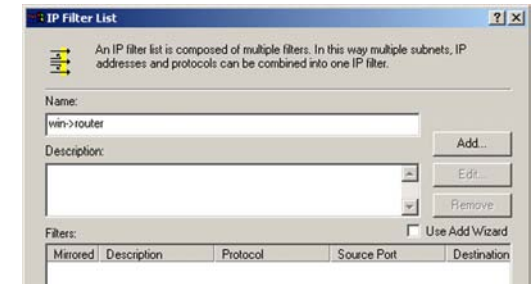 IP Filter List
An IP filter list is composed of multiple filters. In this way multiple subnets, IP
addresses and protocols can be combined into one IP filter.
Name:
win->router
Add...
Description:
Edit...
Remove
Filters:
Use Add Wizard
Mirrored Description Protocol Source Port Destination